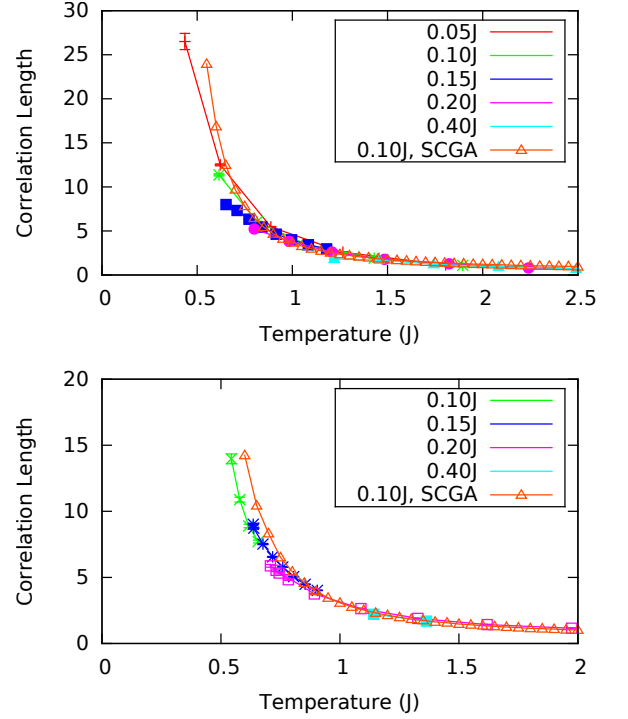 30
25
20
15
10
5
0
Correlation Length
0.05J
0.10J
0.15J
0.20J
0.40J
0.10J, SCGA
0 0.5 1 1.5 2 2.5
Temperature (J)
20
15
10
5
0
Correlation Length
0.10J
0.15J
0.20J
0.40J
0.10J, SCGA
0 0.5 1 1.5 2
Temperature (J)